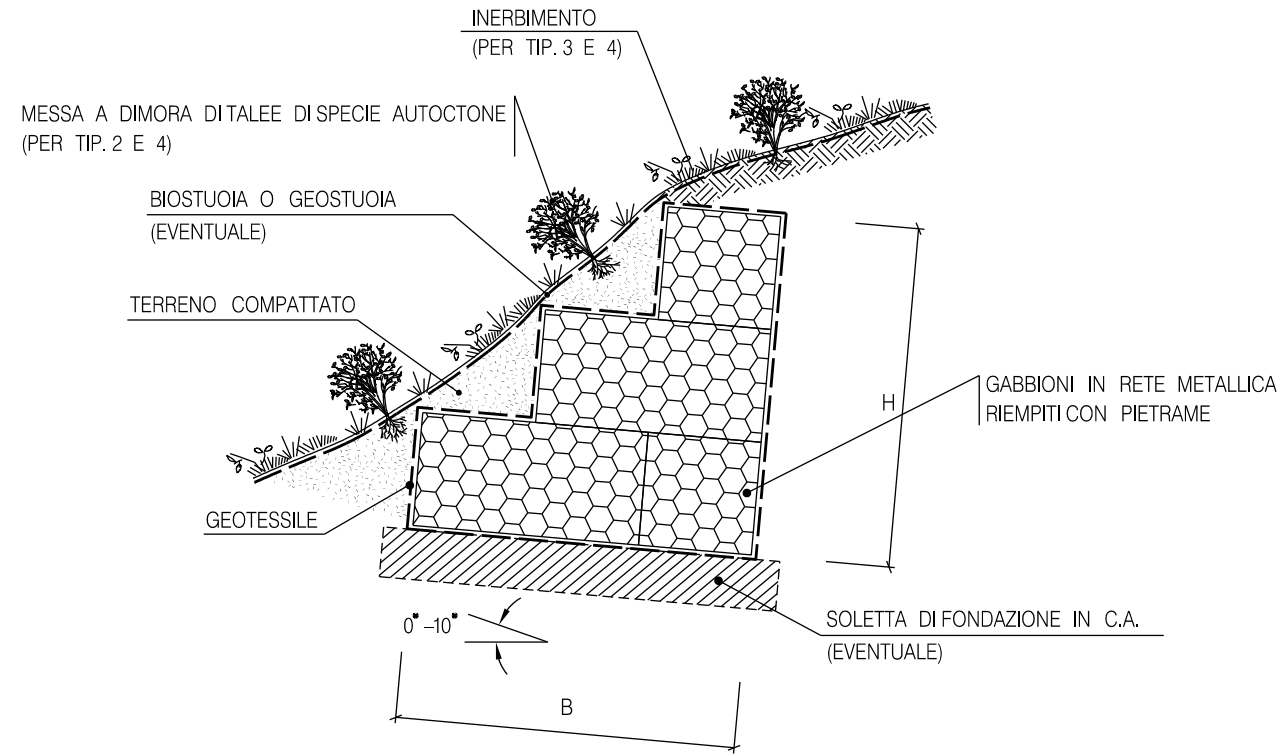 INERBIMENTO
(PER TIP. 3 E 4)
MESSA A DIMORA DI TALEE DI SPECIE AUTOCTONE
(PER TIP. 2 E 4)
BIOSTUOIA O GEOSTUOIA
(EVENTUALE)
TERRENO COMPATTATO
H
GABBIONI IN RETE METALLICA
RIEMPITI CON PIETRAME
GEOTESSILE
SOLETTA DI FONDAZIONE IN C.A.
(EVENTUALE)
0°-10°
B